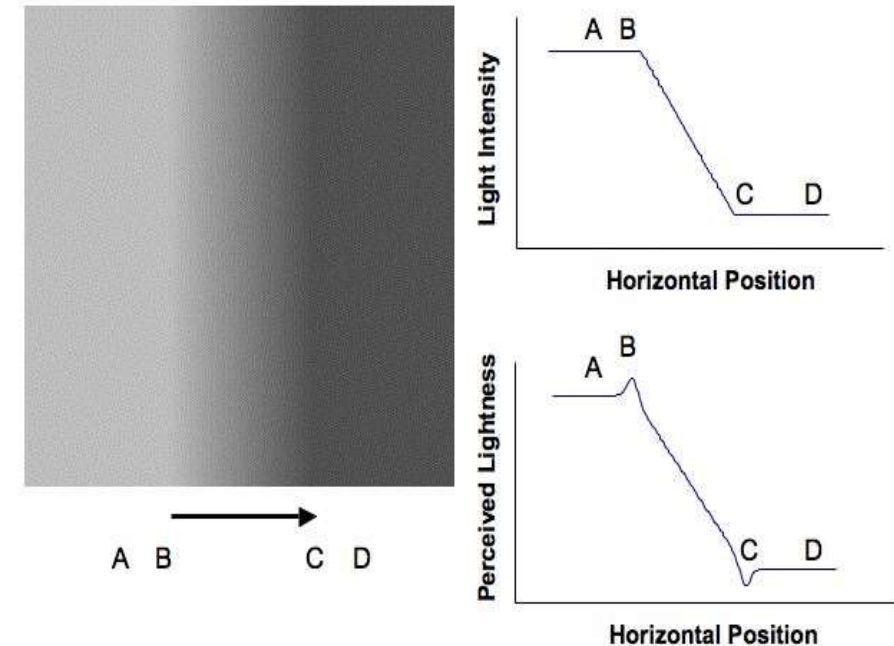 A B
C D
Light Intensity
Horizontal Position
B
A
C D
Perceived Lightness
Horizontal Position
A B
C D